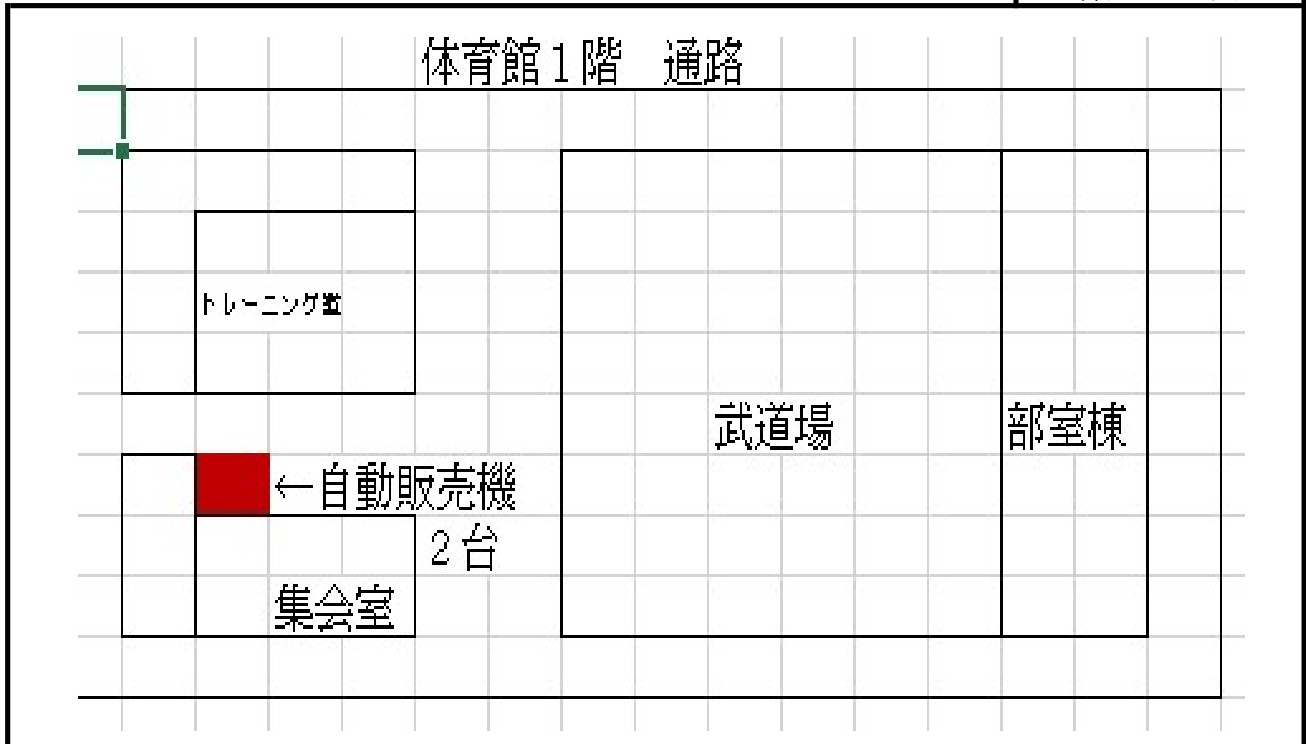 体育館1階　通路
トレーニング室
武道場
部室棟
←自動販売機
2台
集会室